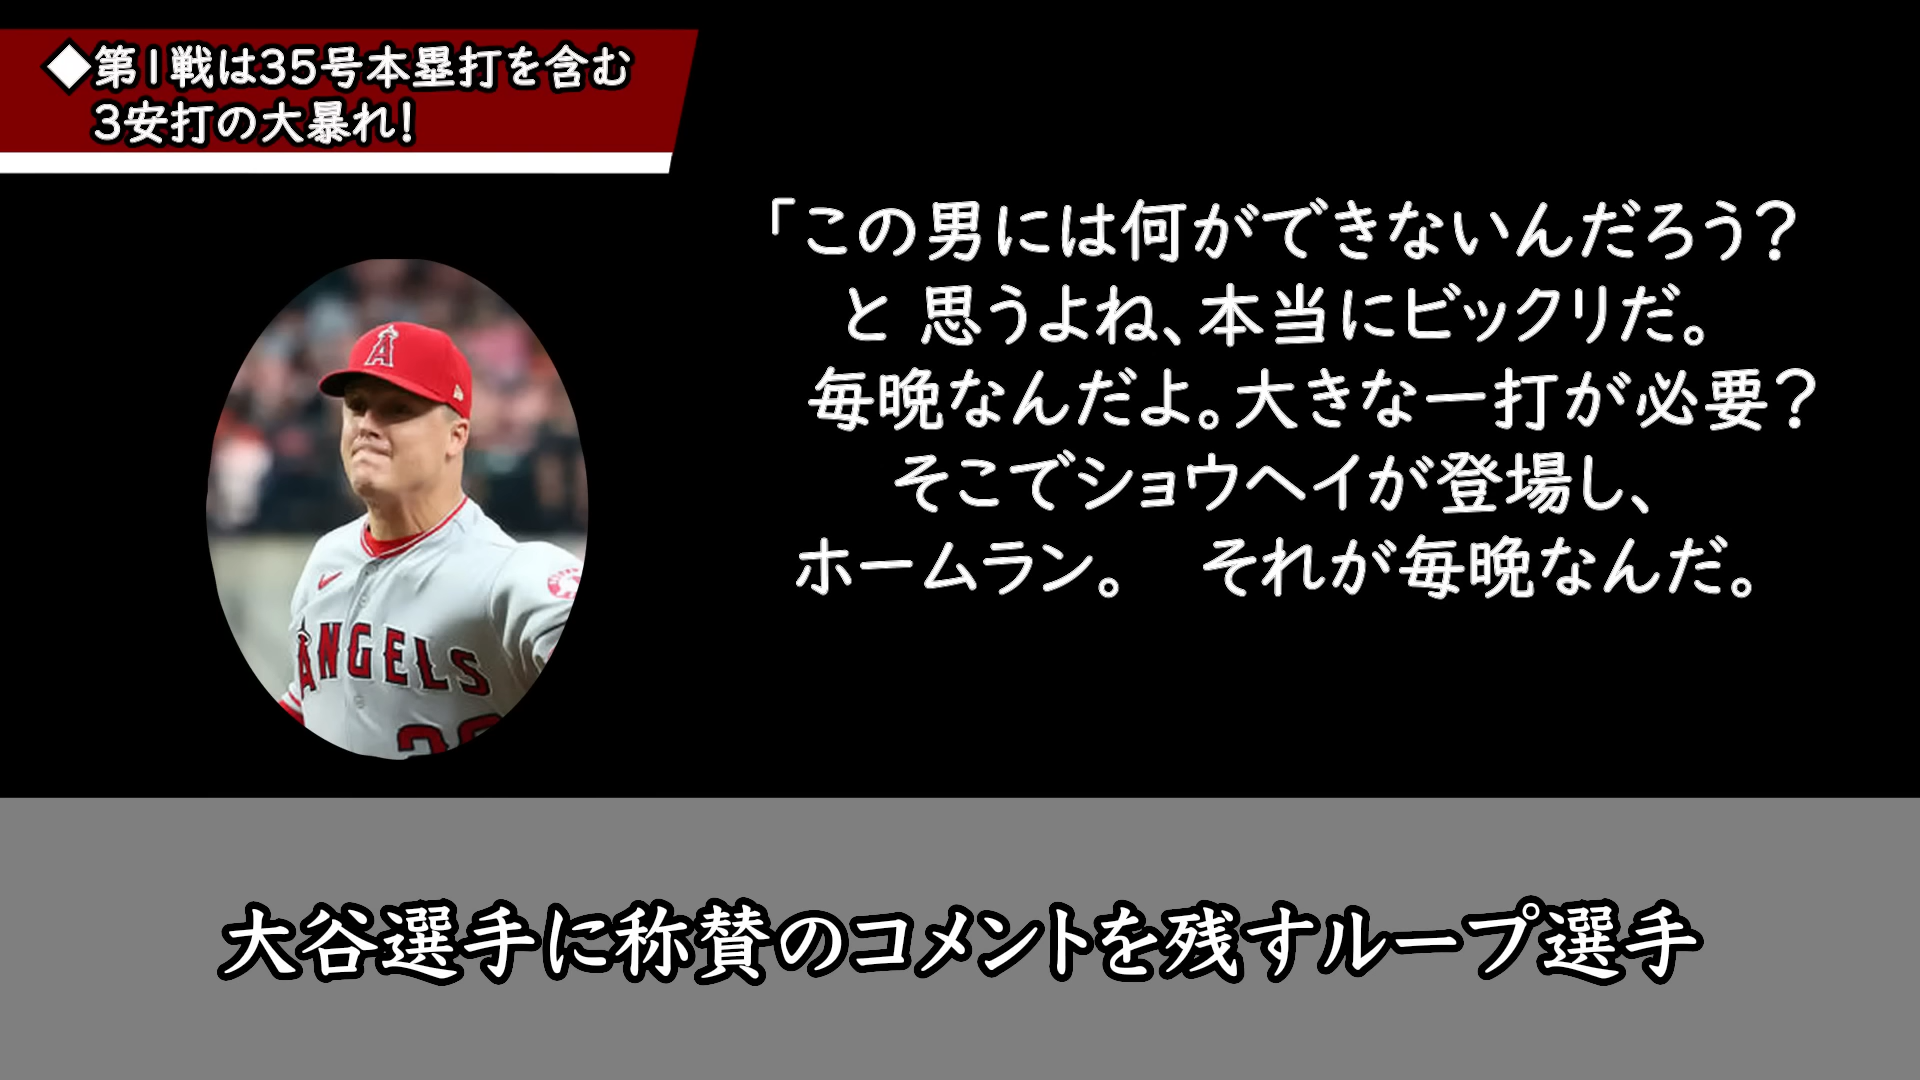 ◆第1戦は35号本塁打を含む
3安打の大暴れ！
「この男には何ができないんだろう？
と 思うよね、本当にビックリだ。
毎晩なんだよ。大きな一打が必要？
そこでショウヘイが登場し、
ホームラン。　それが毎晩なんだ。
A
ANGELS
大谷選手に称賛のコメントを残すループ選手